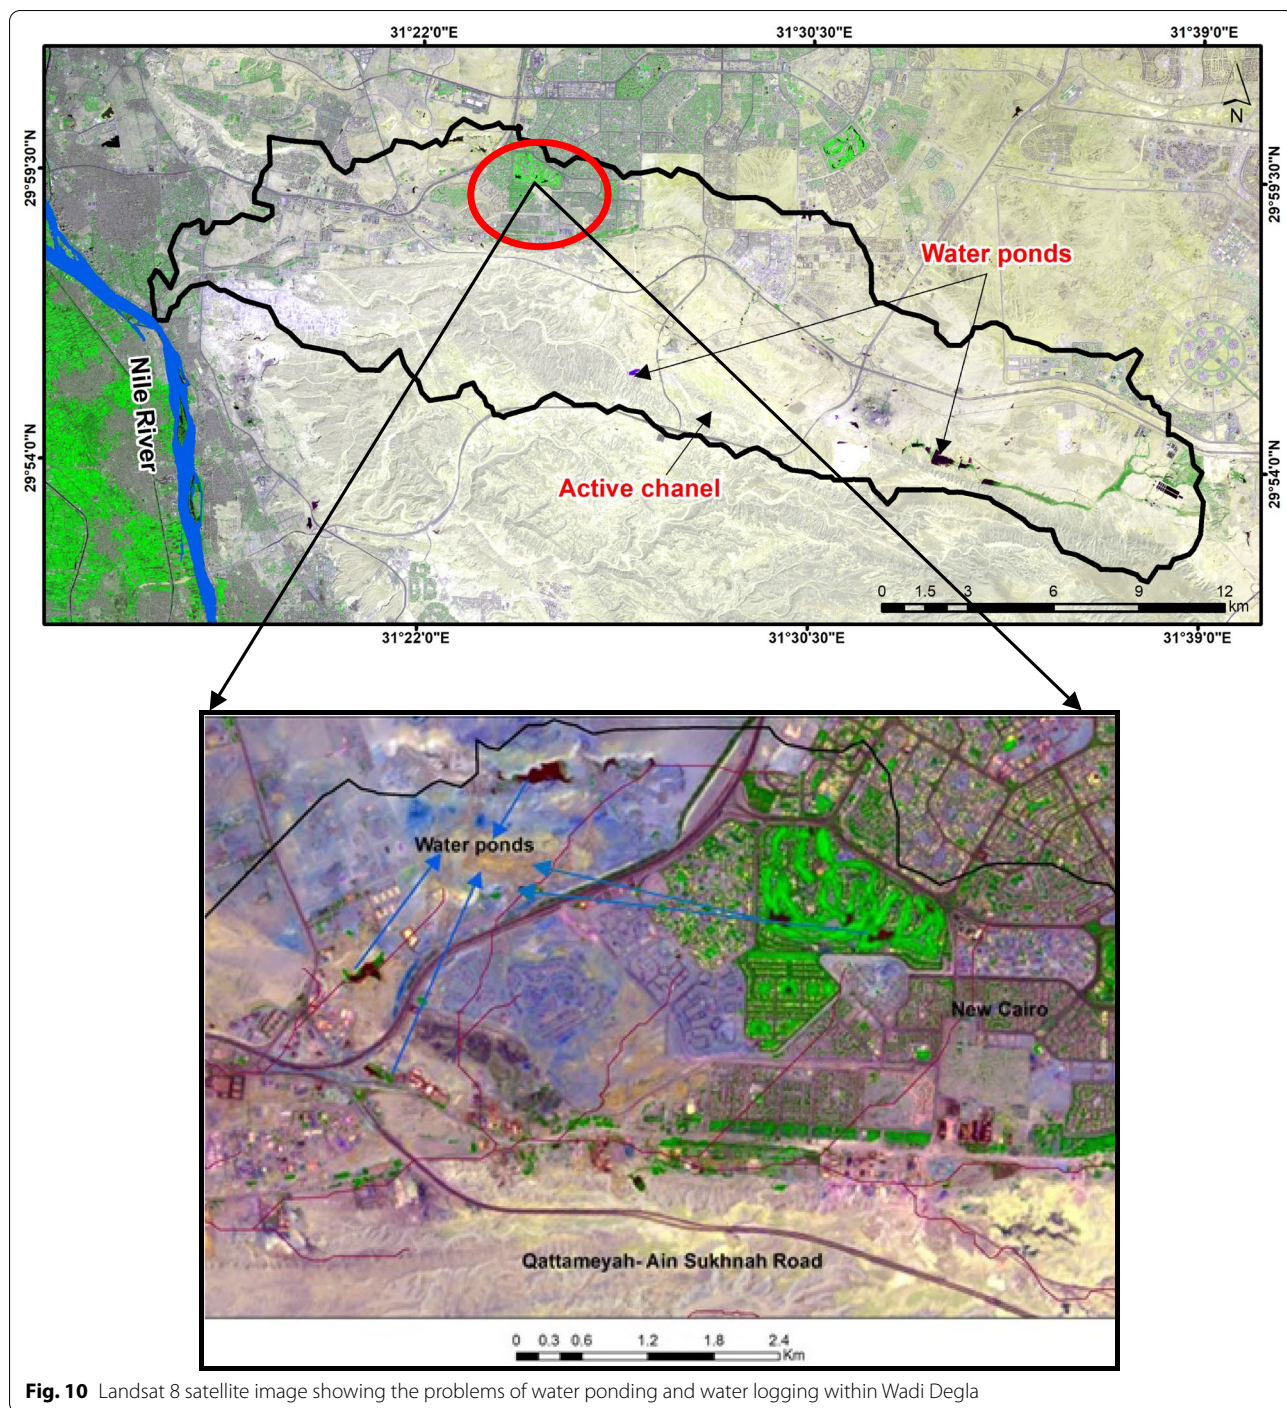 31°22'0"E 31°30'30"E 31°39'0"E
N
29°59'30"N 29°59'30"N
Water ponds
Nile River
29°54'0"N 29°54'0"N
Active chanel
0 1.5 3 6 9 12
km
31°22'0"E 31°30'30"E 31°39'0"E
Water ponds
New Cairo
Qattameyah- Ain Sukhnah Road
0 0.3 0.6 1.2 1.8 2.4
Km
Fig. 10 Landsat 8 satellite image showing the problems of water ponding and water logging within Wadi Degla